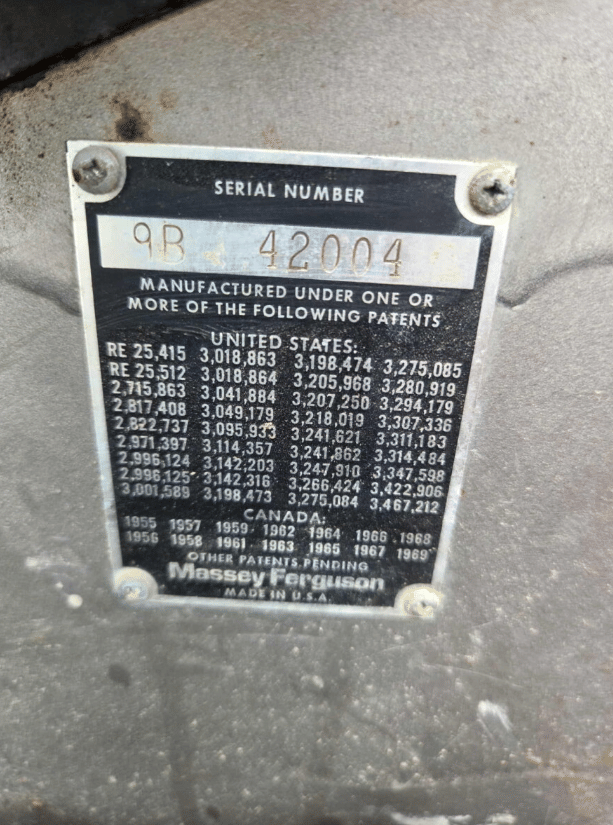 SERIAL NUMBER
9B 42004
MANUFACTURED UNDER ONE OR
MORE OF THE FOLLOWING PATENTS
UNITED STATES:
RE 25,415 3,018,863 3,198,474 3,275,085
RE 25,512 3,018,864 3,205,968 3,280,919
2,715,863 3,041,884 3,207,250 3,294,179
2,817,408 3,049,179 3,218,019 3,307,336
2,822,737 3,095,933 3,241,621 3,311,183
2,971,397 3,114,357 3,241,862 3,314,484
2,996,124 3,142,203 3,247,910 3,347,598
2,996,125 3,142,316 3,266,424 3,422,906
3,001,589 3,198,473 3,275,084 3,467,212
CANADA:
1955 1957 1959 1962 1964 1966 1968
1956 1958 1961 1963 1965 1967 1969
OTHER PATENTS PENDING
Massey Ferguson
MADE IN U.S.A.